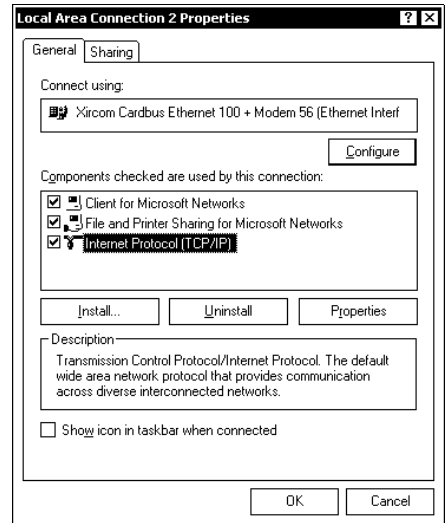 Local Area Connection 2 Properties
General
Sharing
Connect using:
Xircom Cardbus Ethernet 100 + Modem 56 (Ethernet Interf
Configure
Components checked are used by this connection:
Client for Microsoft Networks
File and Printer Sharing for Microsoft Networks
Internet Protocol (TCP/IP)
Install...
Uninstall
Properties
Description
Transmission Control Protocol/Internet Protocol. The default
wide area network protocol that provides communication
across diverse interconnected networks.
Show icon in taskbar when connected
OK
Cancel